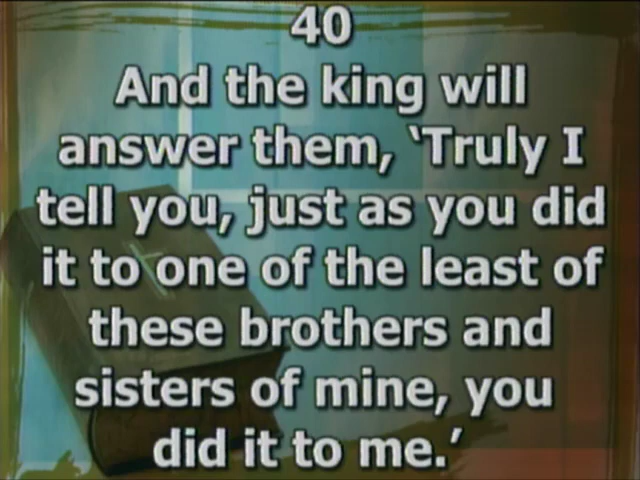 40
And the king will
answer them, ‘Truly I
tell you, just as you did
it to one of the least of
these brothers and
sisters of mine, you
did it to me.’